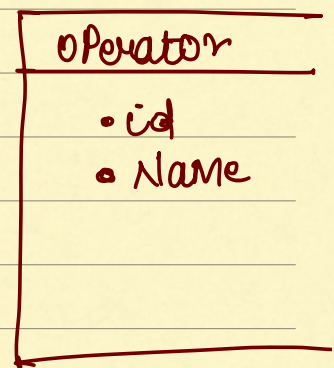 operator
• id
• Name